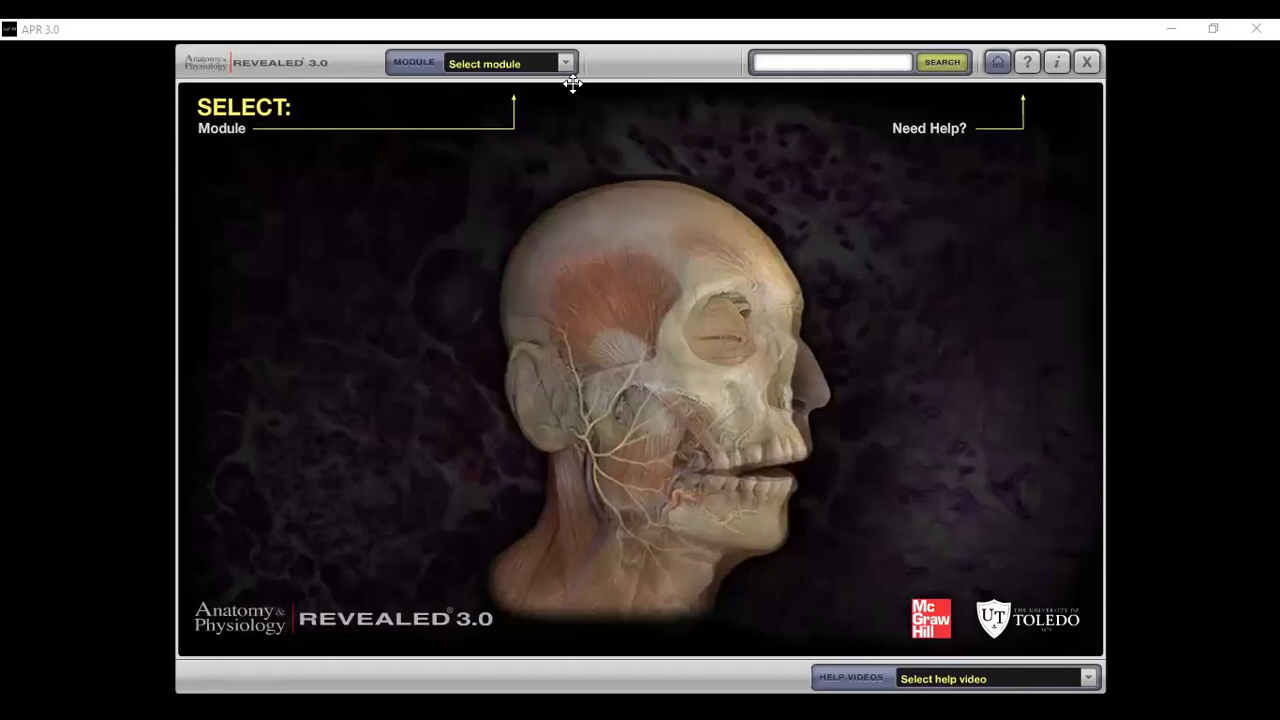 APR 3.0
Anatomy & Physiology REVEALED® 3.0
MODULE Select module
SEARCH
? i X
SELECT:
Module
Need Help?
Anatomy &
Physiology
REVEALED® 3.0
Mc
Graw
Hill
UT
THE UNIVERSITY OF
TOLEDO
HELP VIDEOS Select help video